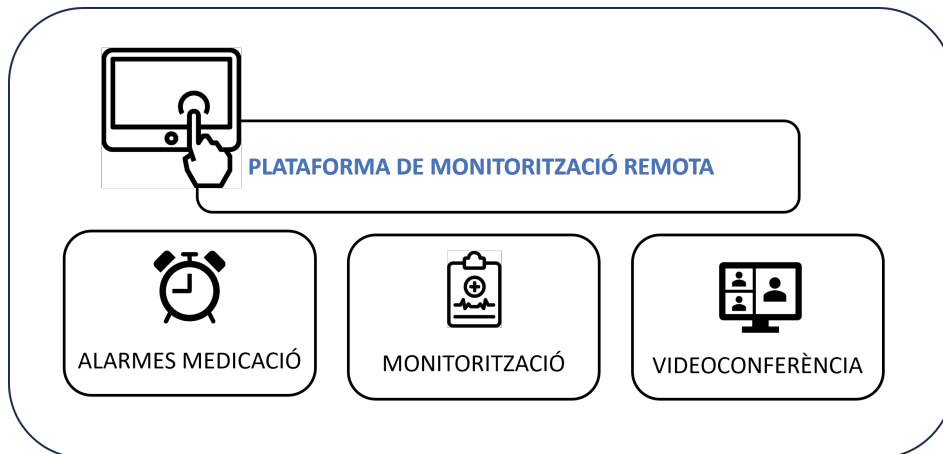 PLATAFORMA DE MONITORITZACIÓ REMOTA
ALARMES MEDICACIÓ
MONITORITZACIÓ
VIDEOCONFERÈNCIA